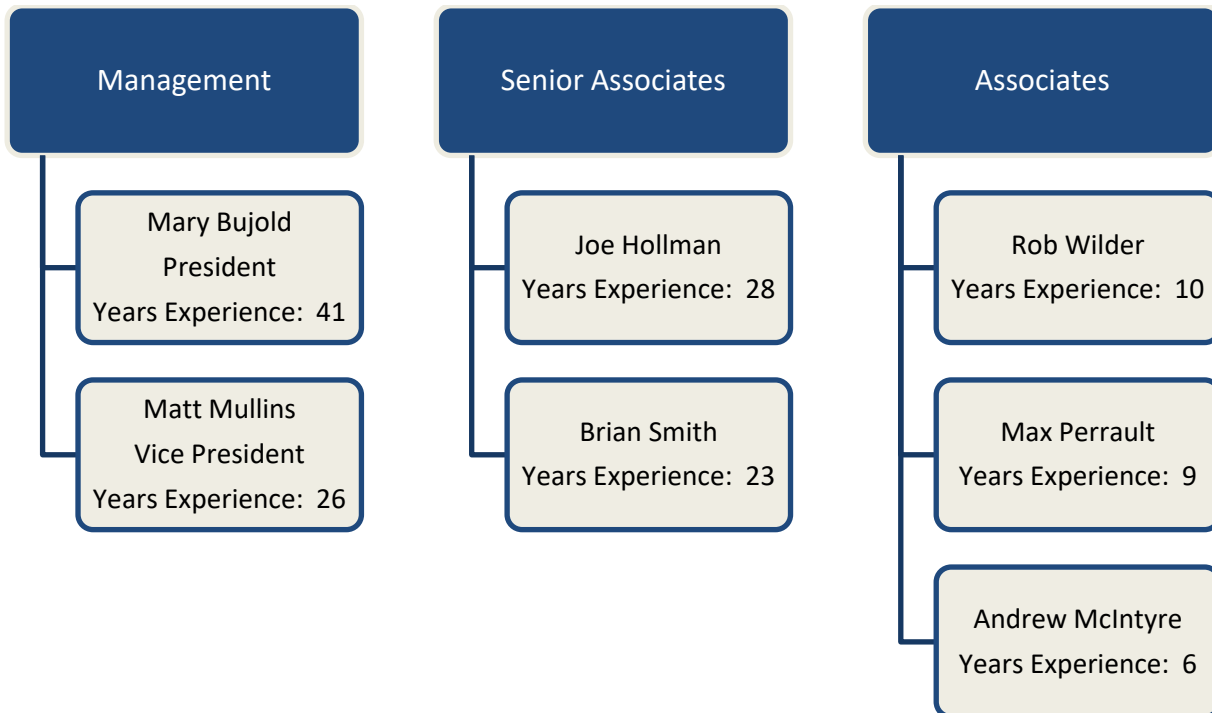 Management
Mary Bujold
President
Years Experience: 41
Matt Mullins
Vice President
Years Experience: 26
Senior Associates
Joe Hollman
Years Experience: 28
Brian Smith
Years Experience: 23
Associates
Rob Wilder
Years Experience: 10
Max Perrault
Years Experience: 9
Andrew McIntyre
Years Experience: 6